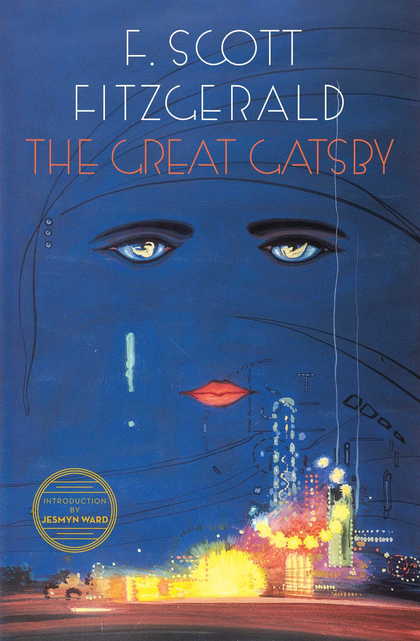 F. SCOTT
FITZGERALD
THE GREAT GATSBY
INTRODUCTION
BY
JESMYN WARD